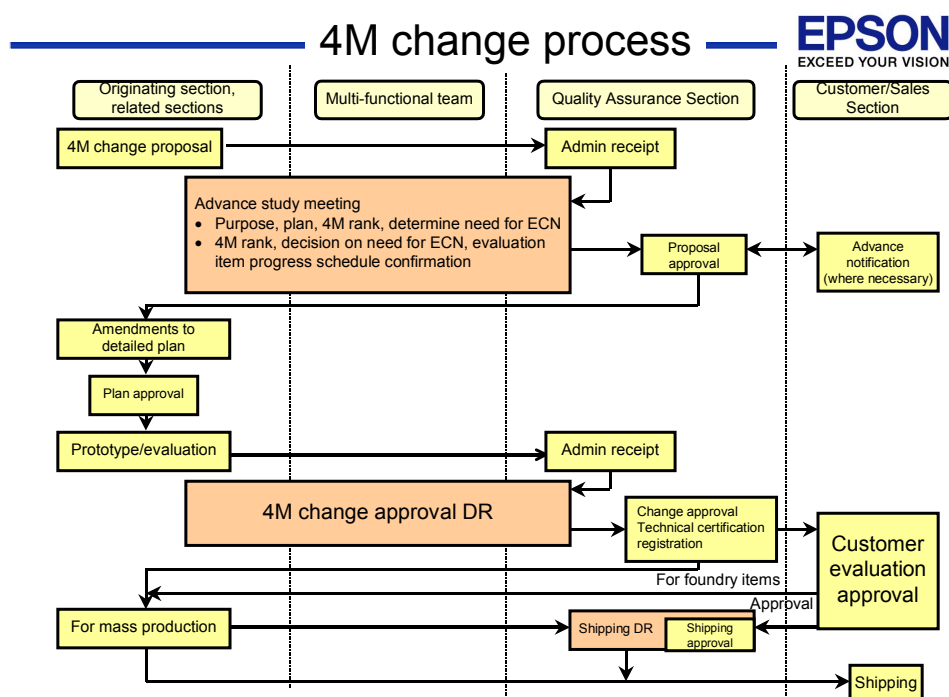 4M change process
EPSON
EXCEED YOUR VISION
Originating section,
related sections
Multi-functional team
Quality Assurance Section
Customer/Sales
Section
4M change proposal
Admin receipt
Advance study meeting
• Purpose, plan, 4M rank, determine need for ECN
• 4M rank, decision on need for ECN, evaluation
item progress schedule confirmation
Proposal
approval
Advance
notification
(where necessary)
Amendments to
detailed plan
Plan approval
Prototype/evaluation
Admin receipt
4M change approval DR
Change approval
Technical certification
registration
Customer
evaluation
approval
For foundry items
Approval
For mass production
Shipping DR
Shipping
approval
Shipping